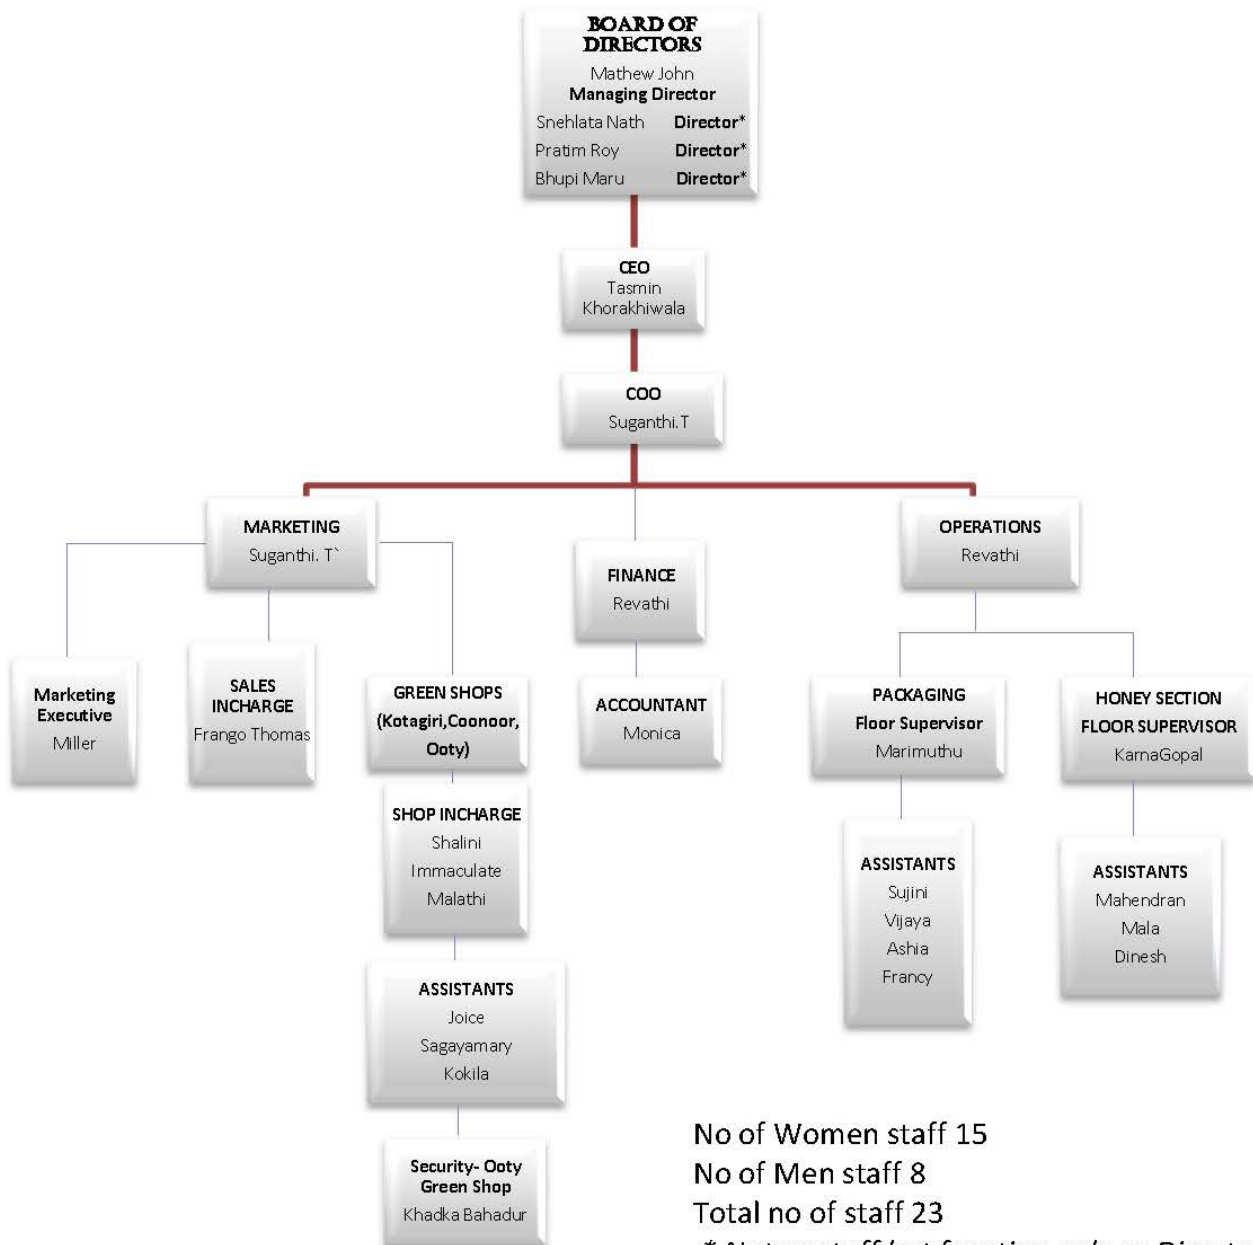 BOARD OF
DIRECTORS
Mathew John
Managing Director
Snehlata Nath Director*
Pratim Roy Director*
Bhupi Maru Director*
CEO
Tasmin
Khorakhiwala
COO
Suganthi.T
MARKETING
Suganthi. T`
Marketing
Executive
Miller
SALES
INCHARGE
Frango Thomas
GREEN SHOPS
(Kotagiri,Coonoor,
Ooty)
SHOP INCHARGE
Shalini
Immaculate
Malathi
ASSISTANTS
Joice
Sagayamary
Kokila
Security- Ooty
Green Shop
Khadka Bahadur
FINANCE
Revathi
ACCOUNTANT
Monica
OPERATIONS
Revathi
PACKAGING
Floor Supervisor
Marimuthu
ASSISTANTS
Sujini
Vijaya
Ashia
Francy
HONEY SECTION
FLOOR SUPERVISOR
KarnaGopal
ASSISTANTS
Mahendran
Mala
Dinesh
No of Women staff 15
No of Men staff 8
Total no of staff 23